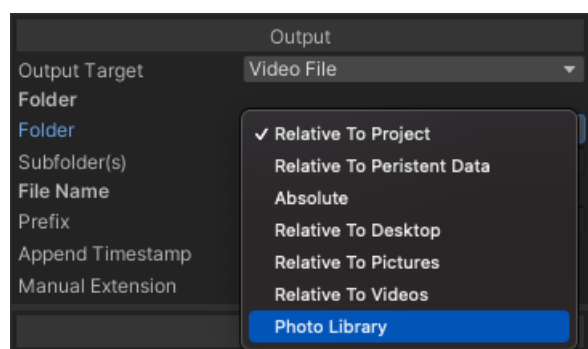 Output
Output Target Video File
Folder
Folder
✓ Relative To Project
Subfolder(s)
Relative To Peristent Data
File Name
Absolute
Prefix
Relative To Desktop
Append Timestamp
Relative To Pictures
Manual Extension
Relative To Videos
Photo Library